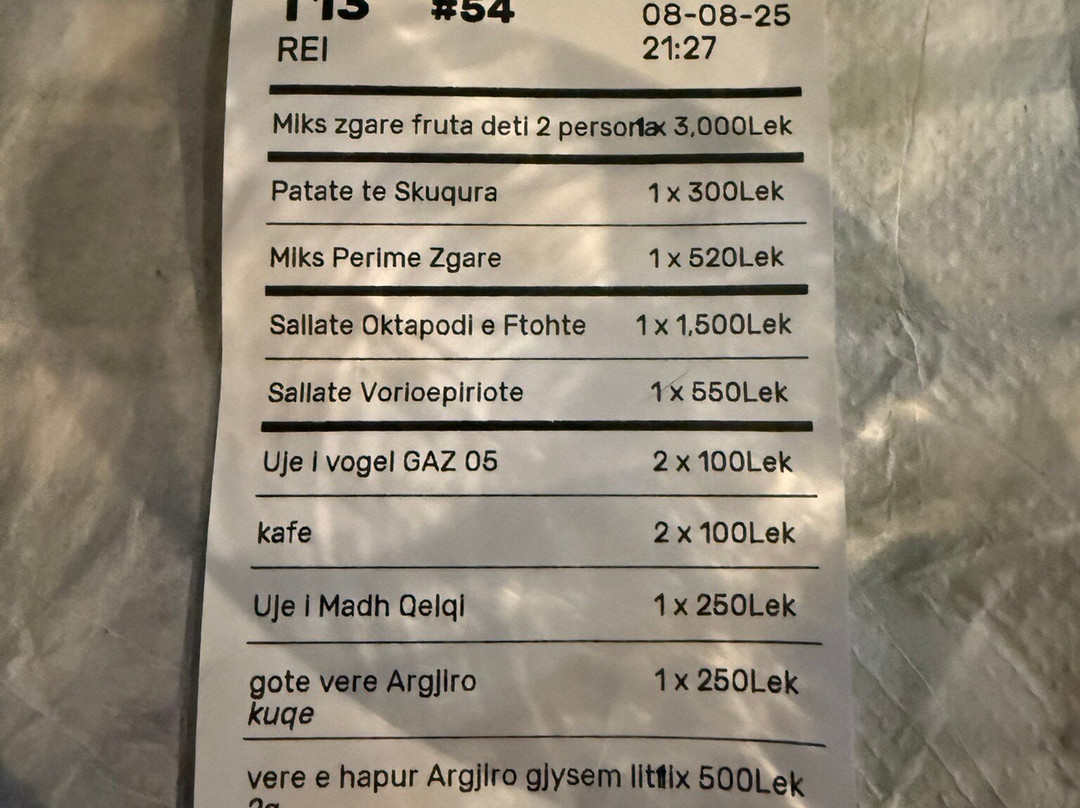 T13 #54 08-08-25
REI 21:27
Miks zgare fruta deti 2 persona 1x 3,000Lek
Patate te Skuqura 1 x 300Lek
Miks Perime Zgare 1 x 520Lek
Sallate Oktapodi e Ftohte 1 x 1,500Lek
Sallate Vorioepiriote 1 x 550Lek
Uje i vogel GAZ 05 2 x 100Lek
kafe 2 x 100Lek
Uje i Madh Qelqi 1 x 250Lek
gote vere Argjiro 1 x 250Lek
kuqe
vere e hapur Argjiro gjysem 500Lek